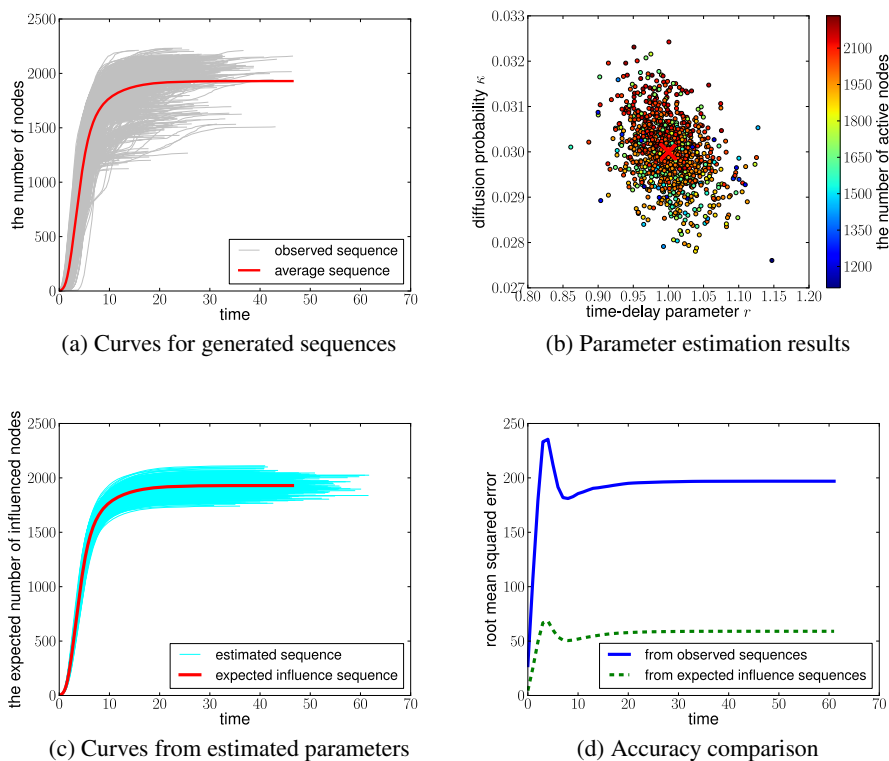 2500
2000
1500
1000
500
0
the number of nodes
observed sequence
average sequence
0 10 20 30 40 50 60 70
time
(a) Curves for generated sequences
0.033
0.031
0.030
0.029
0.028
0.027
diffusion probability κ
0.80 0.85 0.90 0.95 1.00 1.05 1.10 1.15 1.20
time-delay parameter r
2100
1950
1800
1650
1500
1350
1200
the number of active nodes
(b) Parameter estimation results
2500
2000
1500
1000
500
0
the expected number of influenced nodes
estimated sequence
expected influence sequence
0 10 20 30 40 50 60 70
time
(c) Curves from estimated parameters
250
200
150
100
50
0
root mean squared error
from observed sequences
from expected influence sequences
0 10 20 30 40 50 60 70
time
(d) Accuracy comparison